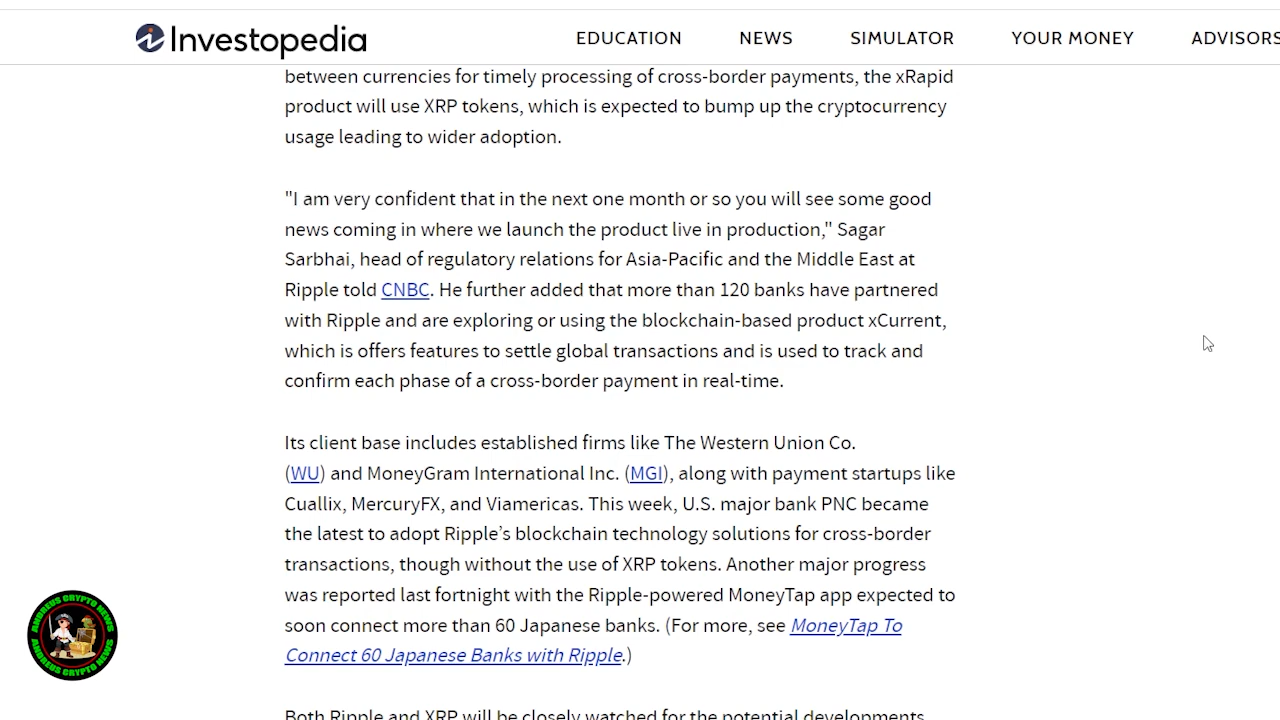 Investopedia
EDUCATION
NEWS
SIMULATOR
YOUR MONEY
ADVISORS
between currencies for timely processing of cross-border payments, the xRapid
product will use XRP tokens, which is expected to bump up the cryptocurrency
usage leading to wider adoption.
"I am very confident that in the next one month or so you will see some good
news coming in where we launch the product live in production," Sagar
Sarbhai, head of regulatory relations for Asia-Pacific and the Middle East at
Ripple told CNBC. He further added that more than 120 banks have partnered
with Ripple and are exploring or using the blockchain-based product xCurrent,
which is offers features to settle global transactions and is used to track and
confirm each phase of a cross-border payment in real-time.
Its client base includes established firms like The Western Union Co.
(WU) and MoneyGram International Inc. (MGI), along with payment startups like
Cuallix, MercuryFX, and Viamericas. This week, U.S. major bank PNC became
the latest to adopt Ripple’s blockchain technology solutions for cross-border
transactions, though without the use of XRP tokens. Another major progress
was reported last fortnight with the Ripple-powered MoneyTap app expected to
soon connect more than 60 Japanese banks. (For more, see MoneyTap To
Connect 60 Japanese Banks with Ripple.)
Both Ripple and XRP will be closely watched for the potential developments
ANDREUS CRYPTO NEWS
ANDREUS CRYPTO NEWS